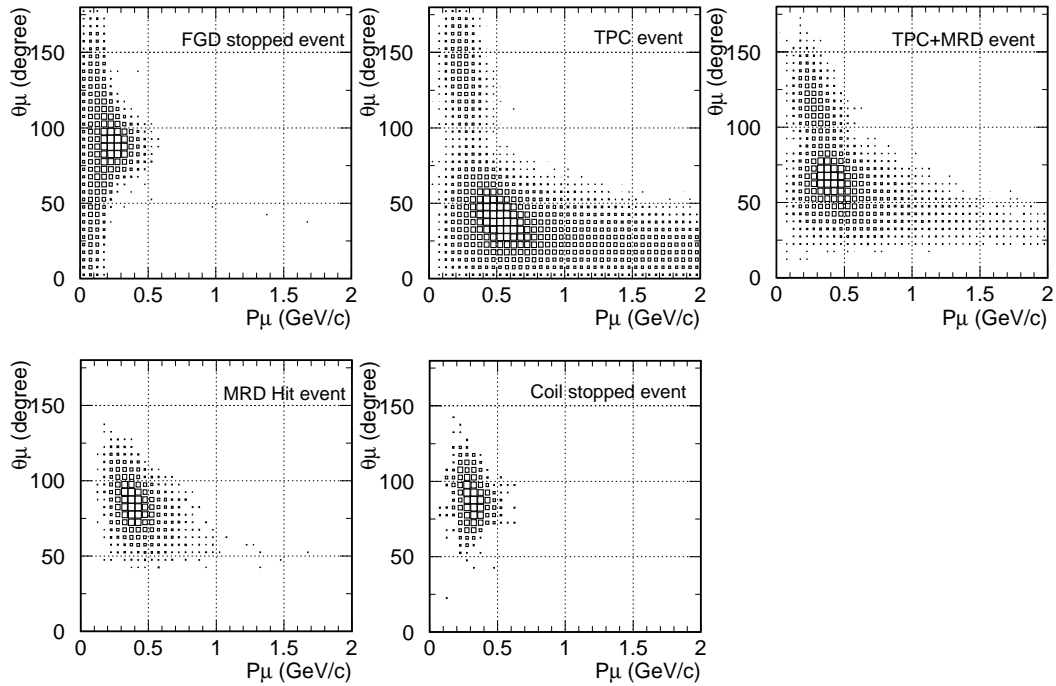 FGD stopped event
θμ (degree)
150
100
50
0
0 0.5 1 1.5 2
Pμ (GeV/c)
TPC event
θμ (degree)
150
100
50
0
0 0.5 1 1.5 2
Pμ (GeV/c)
TPC+MRD event
θμ (degree)
150
100
50
0
0 0.5 1 1.5 2
Pμ (GeV/c)
MRD Hit event
θμ (degree)
150
100
50
0
0 0.5 1 1.5 2
Pμ (GeV/c)
Coil stopped event
θμ (degree)
150
100
50
0
0 0.5 1 1.5 2
Pμ (GeV/c)